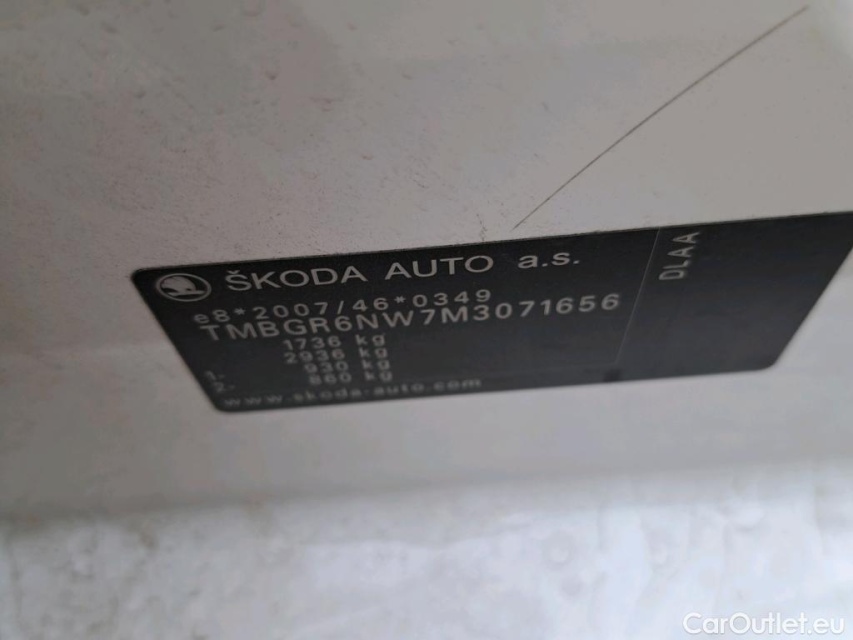 ŠKODA AUTO a.s.
e8*2007/46*0349
TMBGR6NW7M3071656
1736 kg
2936 kg
1- 930 kg
2- 860 kg
www.skoda-auto.com
DLAA
CarOutlet.eu